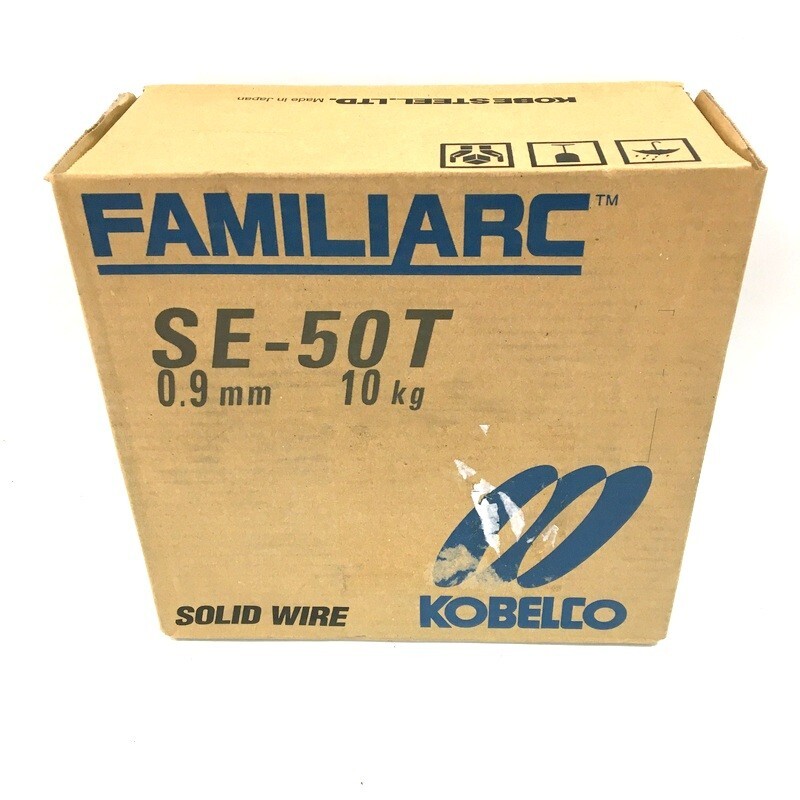 KOBE STEEL, LTD. Made in Japan
FAMILIARC™
SE-50T
0.9 mm 10 kg
SOLID WIRE
KOBELCO